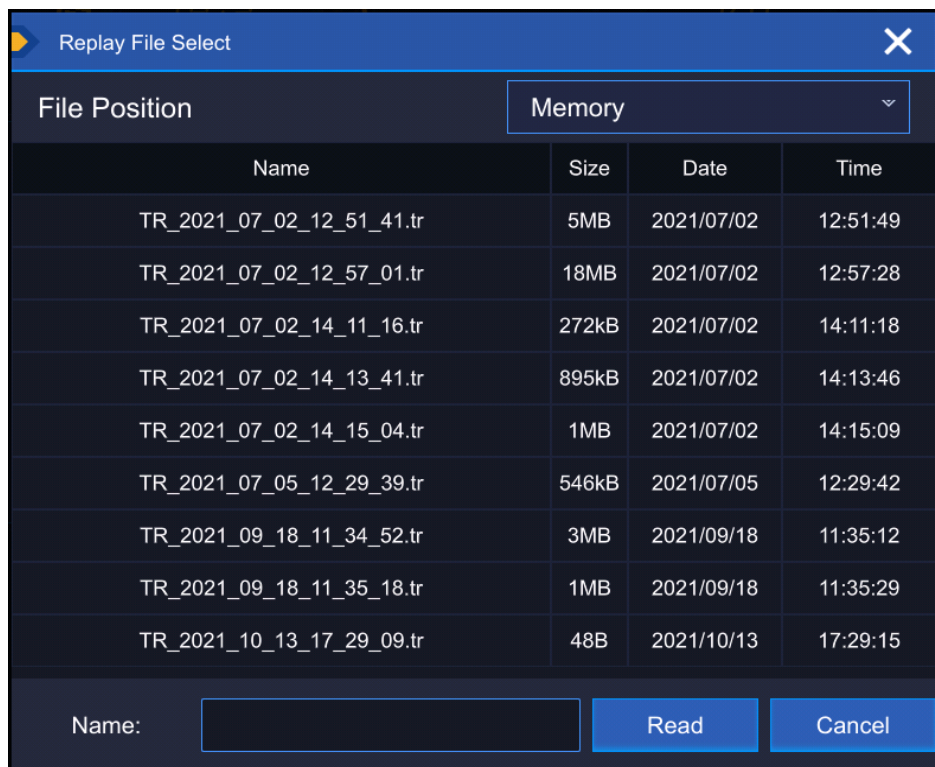 Replay File Select
File Position Memory
Name Size Date Time
TR_2021_07_02_12_51_41.tr 5MB 2021/07/02 12:51:49
TR_2021_07_02_12_57_01.tr 18MB 2021/07/02 12:57:28
TR_2021_07_02_14_11_16.tr 272kB 2021/07/02 14:11:18
TR_2021_07_02_14_13_41.tr 895kB 2021/07/02 14:13:46
TR_2021_07_02_14_15_04.tr 1MB 2021/07/02 14:15:09
TR_2021_07_05_12_29_39.tr 546kB 2021/07/05 12:29:42
TR_2021_09_18_11_34_52.tr 3MB 2021/09/18 11:35:12
TR_2021_09_18_11_35_18.tr 1MB 2021/09/18 11:35:29
TR_2021_10_13_17_29_09.tr 48B 2021/10/13 17:29:15
Name: Read Cancel